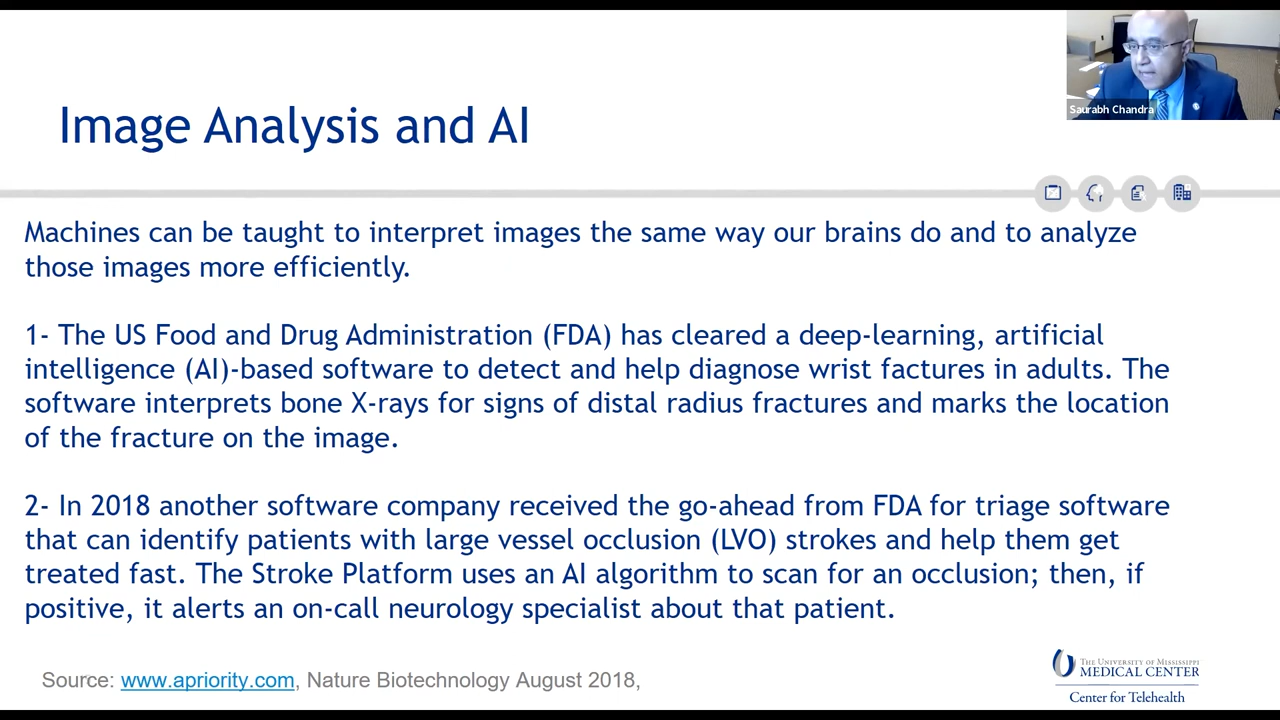 Saurabh Chandra
Image Analysis and AI
Machines can be taught to interpret images the same way our brains do and to analyze
those images more efficiently.
1- The US Food and Drug Administration (FDA) has cleared a deep-learning, artificial
intelligence (AI)-based software to detect and help diagnose wrist factures in adults. The
software interprets bone X-rays for signs of distal radius fractures and marks the location
of the fracture on the image.
2- In 2018 another software company received the go-ahead from FDA for triage software
that can identify patients with large vessel occlusion (LVO) strokes and help them get
treated fast. The Stroke Platform uses an AI algorithm to scan for an occlusion; then, if
positive, it alerts an on-call neurology specialist about that patient.
Source: www.apriority.com, Nature Biotechnology August 2018,
THE UNIVERSITY OF MISSISSIPPI
MEDICAL CENTER
Center for Telehealth